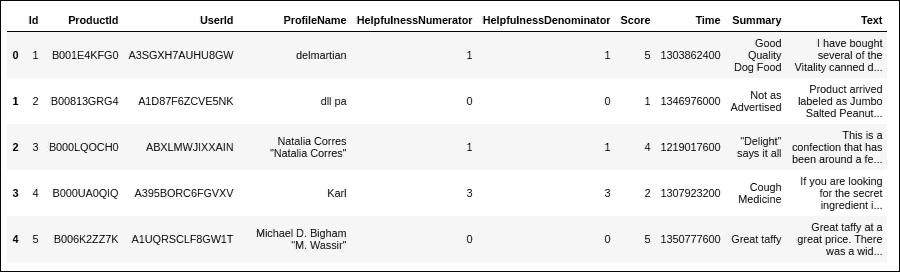 Id ProductId UserId ProfileName HelpfulnessNumerator HelpfulnessDenominator Score Time Summary Text
0 1 B001E4KFG0 A3SGXH7AUHU8GW delmartian 1 1 5 1303862400 Good Quality Dog Food I have bought several of the Vitality canned d...
1 2 B00813GRG4 A1D87F6ZCVE5NK dll pa 0 0 1 1346976000 Not as Advertised Product arrived labeled as Jumbo Salted Peanut...
2 3 B000LQOCH0 ABXLMWJIXXAIN Natalia Corres "Natalia Corres" 1 1 4 1219017600 "Delight" says it all This is a confection that has been around a fe...
3 4 B000UA0QIQ A395BORC6FGVXV Karl 3 3 2 1307923200 Cough Medicine If you are looking for the secret ingredient i...
4 5 B006K2ZZ7K A1UQRSCLF8GW1T Michael D. Bigham "M. Wassir" 0 0 5 1350777600 Great taffy Great taffy at a great price. There was a wid...